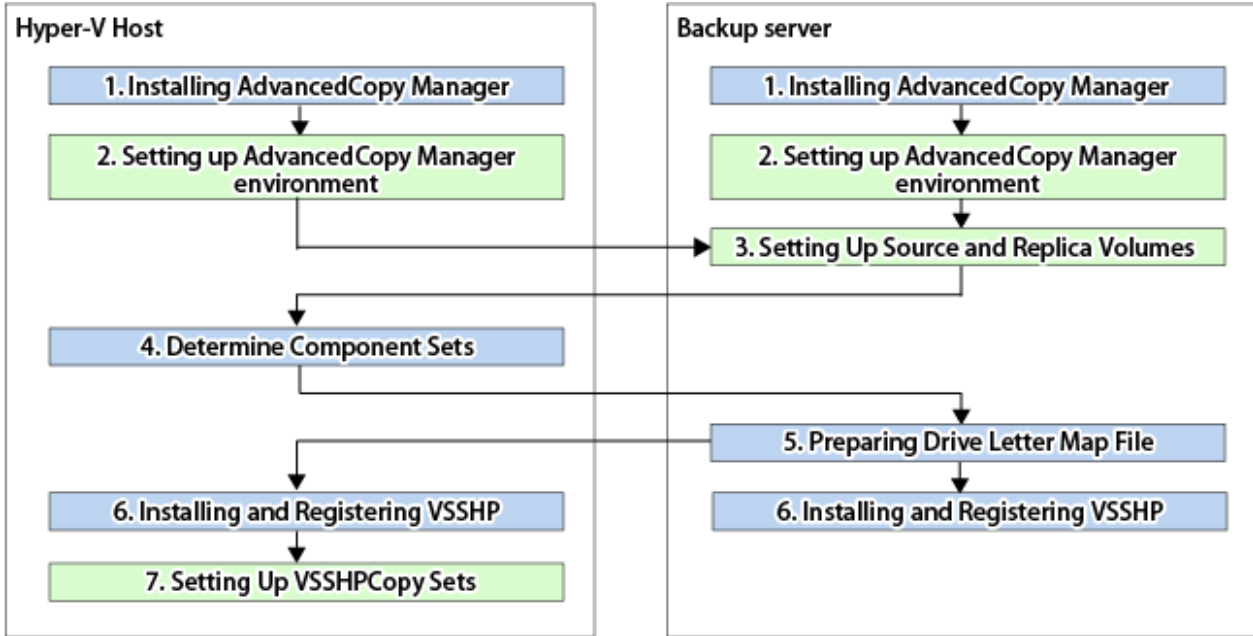 Hyper-V Host
1. Installing AdvancedCopy Manager
2. Setting up AdvancedCopy Manager
environment
4. Determine Component Sets
6. Installing and Registering VSSHP
7. Setting Up VSSHPCopy Sets
Backup server
1. Installing AdvancedCopy Manager
2. Setting up AdvancedCopy Manager
environment
3. Setting Up Source and Replica Volumes
5. Preparing Drive Letter Map File
6. Installing and Registering VSSHP